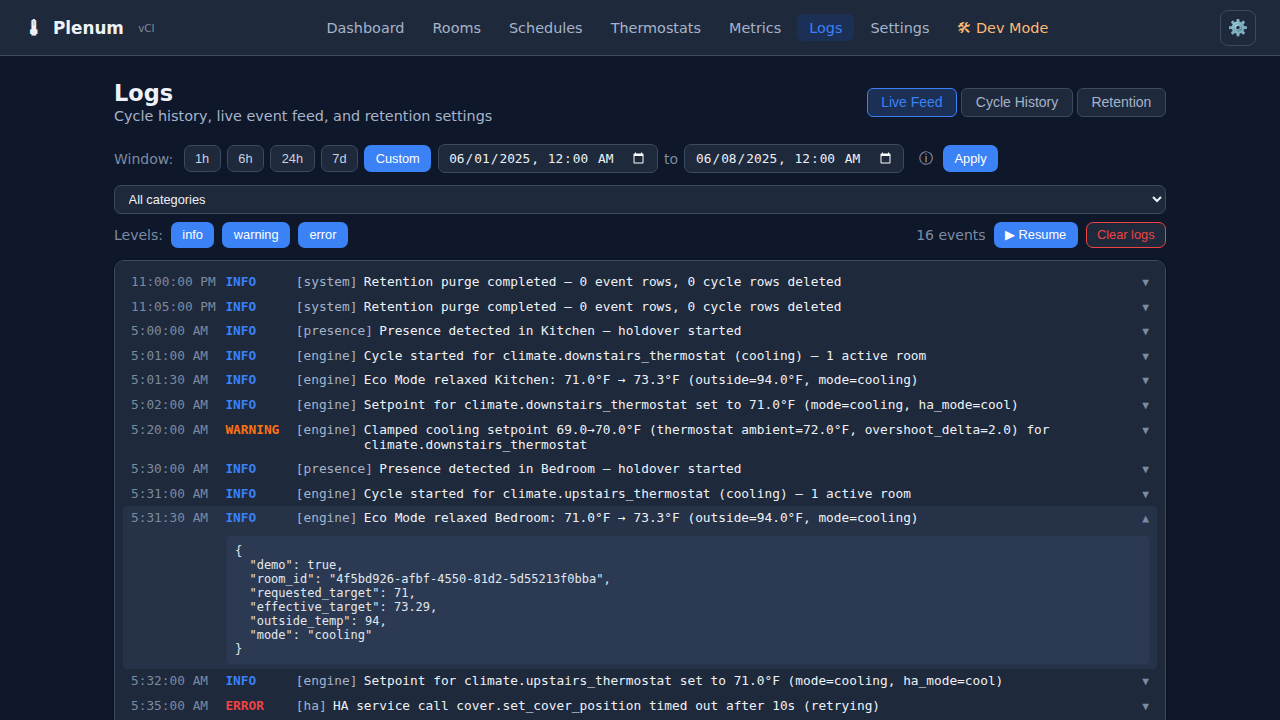 🌡 Plenum vCI Dashboard Rooms Schedules Thermostats Metrics Logs Settings 🛠 Dev Mode ⚙️
Logs
Cycle history, live event feed, and retention settings
Live Feed Cycle History Retention
Window: 1h 6h 24h 7d Custom 06/01/2025, 12:00 AM to 06/08/2025, 12:00 AM ⓘ Apply
All categories
Levels: info warning error 16 events ▶ Resume Clear logs
11:00:00 PM INFO [system] Retention purge completed — 0 event rows, 0 cycle rows deleted ▼
11:05:00 PM INFO [system] Retention purge completed — 0 event rows, 0 cycle rows deleted ▼
5:00:00 AM INFO [presence] Presence detected in Kitchen — holdover started ▼
5:01:00 AM INFO [engine] Cycle started for climate.downstairs_thermostat (cooling) — 1 active room ▼
5:01:30 AM INFO [engine] Eco Mode relaxed Kitchen: 71.0°F → 73.3°F (outside=94.0°F, mode=cooling) ▼
5:02:00 AM INFO [engine] Setpoint for climate.downstairs_thermostat set to 71.0°F (mode=cooling, ha_mode=cool) ▼
5:20:00 AM WARNING [engine] Clamped cooling setpoint 69.0→70.0°F (thermostat ambient=72.0°F, overshoot_delta=2.0) for ▼
climate.downstairs_thermostat
5:30:00 AM INFO [presence] Presence detected in Bedroom — holdover started ▼
5:31:00 AM INFO [engine] Cycle started for climate.upstairs_thermostat (cooling) — 1 active room ▼
5:31:30 AM INFO [engine] Eco Mode relaxed Bedroom: 71.0°F → 73.3°F (outside=94.0°F, mode=cooling) ▲
{
"demo": true,
"room_id": "4f5bd926-afbf-4550-81d2-5d55213f0bba",
"requested_target": 71,
"effective_target": 73.29,
"outside_temp": 94,
"mode": "cooling"
}
5:32:00 AM INFO [engine] Setpoint for climate.upstairs_thermostat set to 71.0°F (mode=cooling, ha_mode=cool) ▼
5:35:00 AM ERROR [ha] HA service call cover.set_cover_position timed out after 10s (retrying) ▼